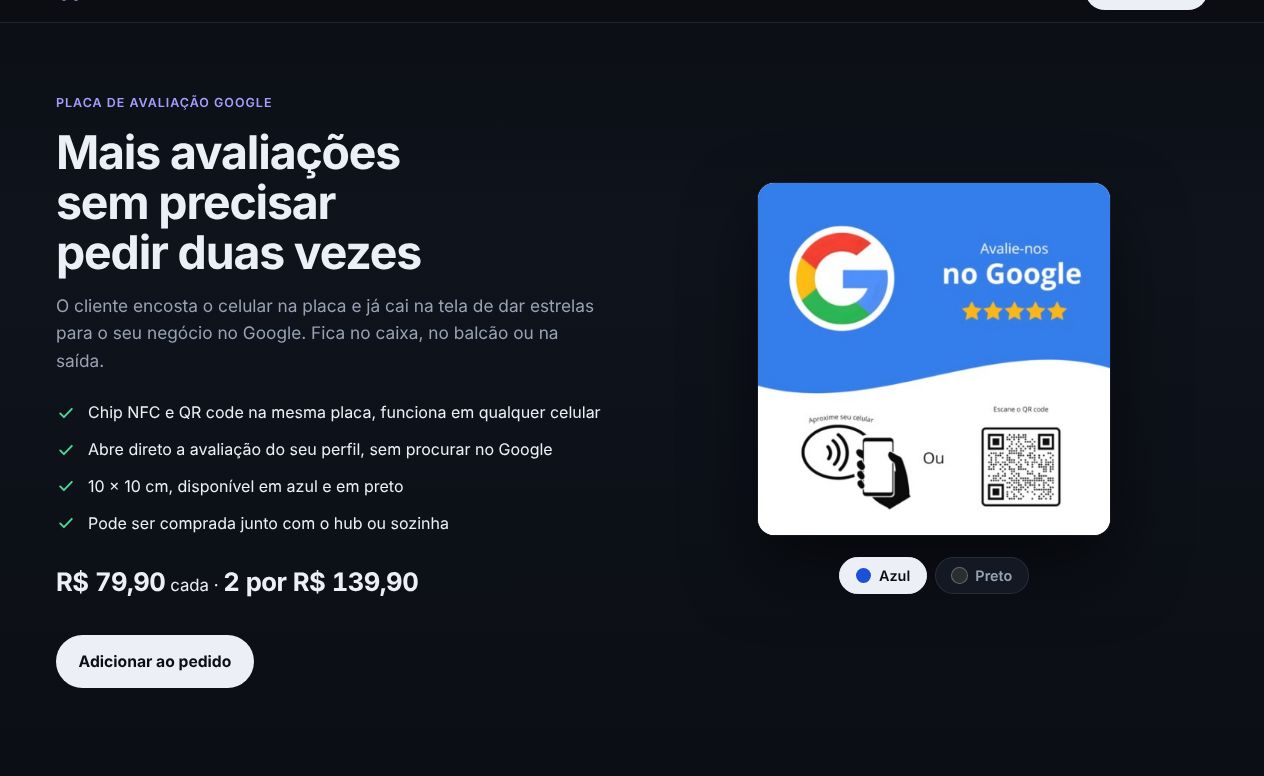 PLACA DE AVALIAÇÃO GOOGLE
Mais avaliações
sem precisar
pedir duas vezes
O cliente encosta o celular na placa e já cai na tela de dar estrelas
para o seu negócio no Google. Fica no caixa, no balcão ou na
saída.
Chip NFC e QR code na mesma placa, funciona em qualquer celular
Abre direto a avaliação do seu perfil, sem procurar no Google
10 × 10 cm, disponível em azul e em preto
Pode ser comprada junto com o hub ou sozinha
R$ 79,90 cada · 2 por R$ 139,90
Adicionar ao pedido
Avalie-nos
no Google
Aproxime seu celular
Escane o QR code
Ou
Azul
Preto